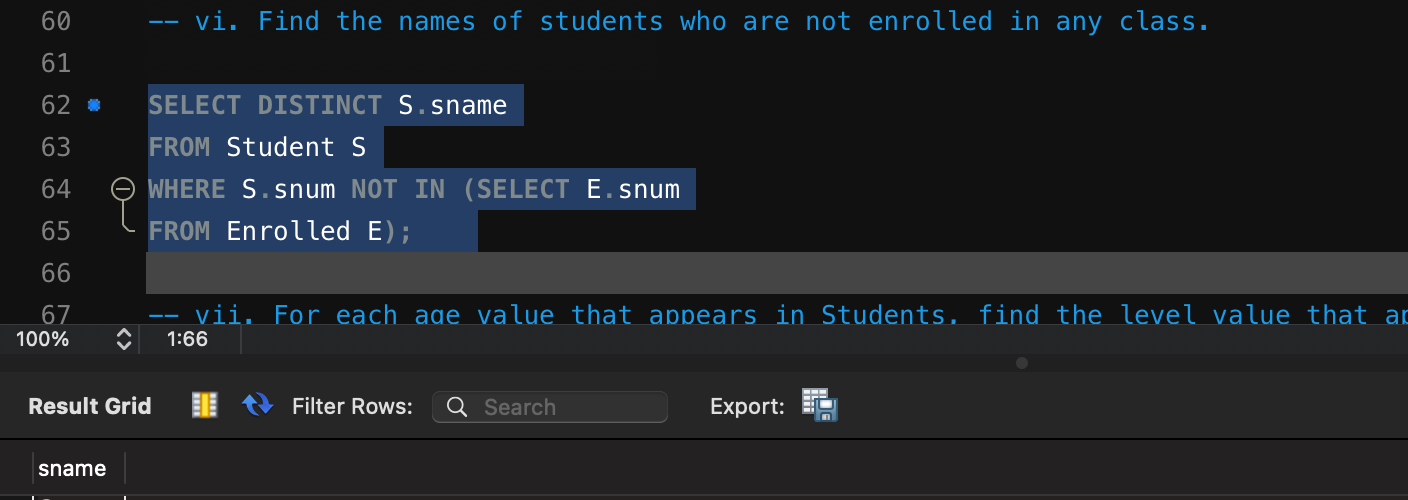 60 -- vi. Find the names of students who are not enrolled in any class.
61
62 SELECT DISTINCT S.sname
63 FROM Student S
64 WHERE S.snum NOT IN (SELECT E.snum
65 FROM Enrolled E);
66
67 -- vii. For each age value that appears in Students, find the level value that
100% 1:66
Result Grid Filter Rows: Search Export:
sname